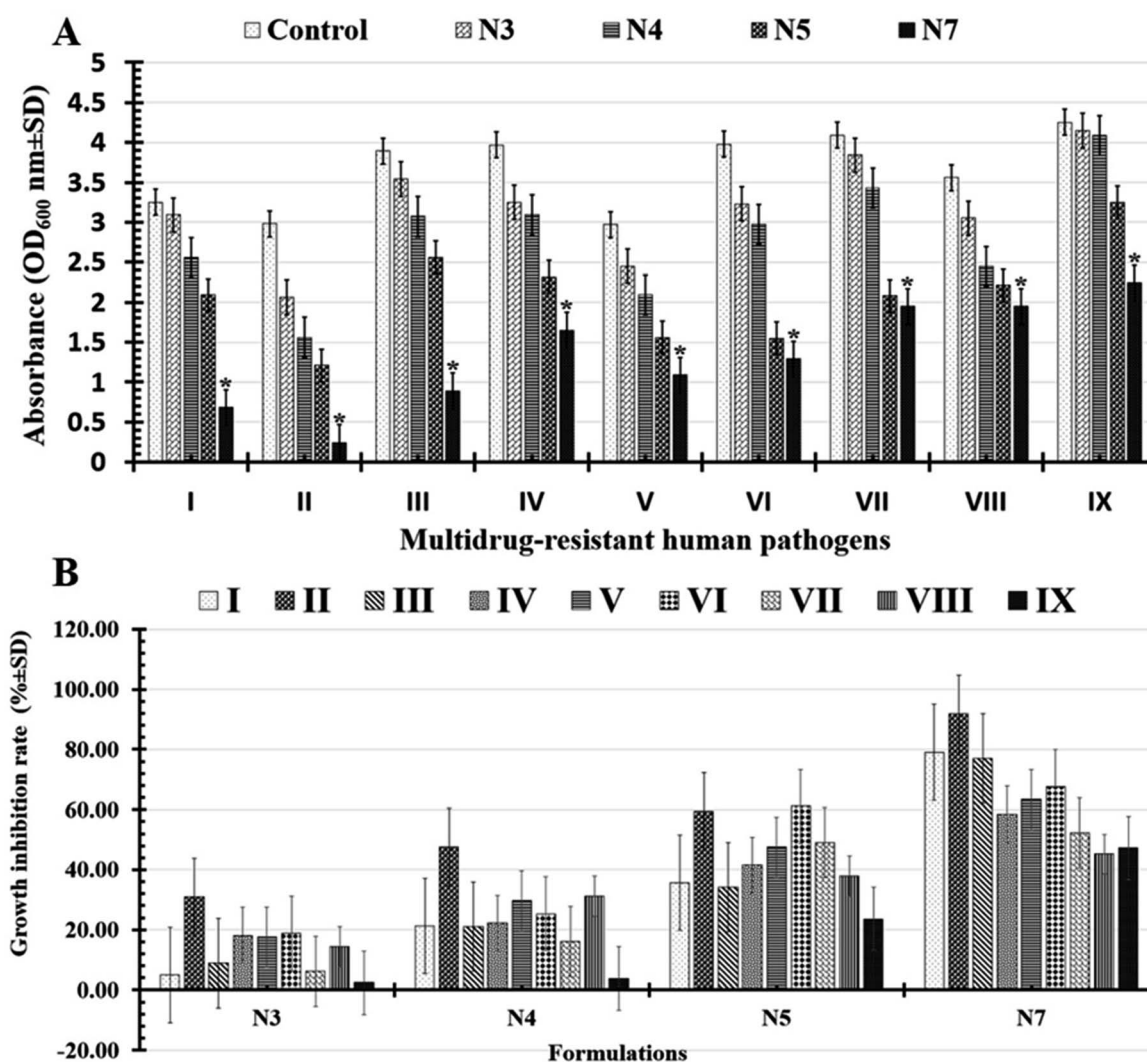 A
Control N3 N4 N5 N7
Absorbance (OD600 nm±SD)
5
4.5
4
3.5
3
2.5
2
1.5
1
0.5
0
* * * * * * * * *
I II III IV V VI VII VIII IX
Multidrug-resistant human pathogens
B
I II III IV V VI VII VIII IX
Growth inhibition rate (%±SD)
120.00
100.00
80.00
60.00
40.00
20.00
0.00
-20.00
N3 N4 N5 N7
Formulations